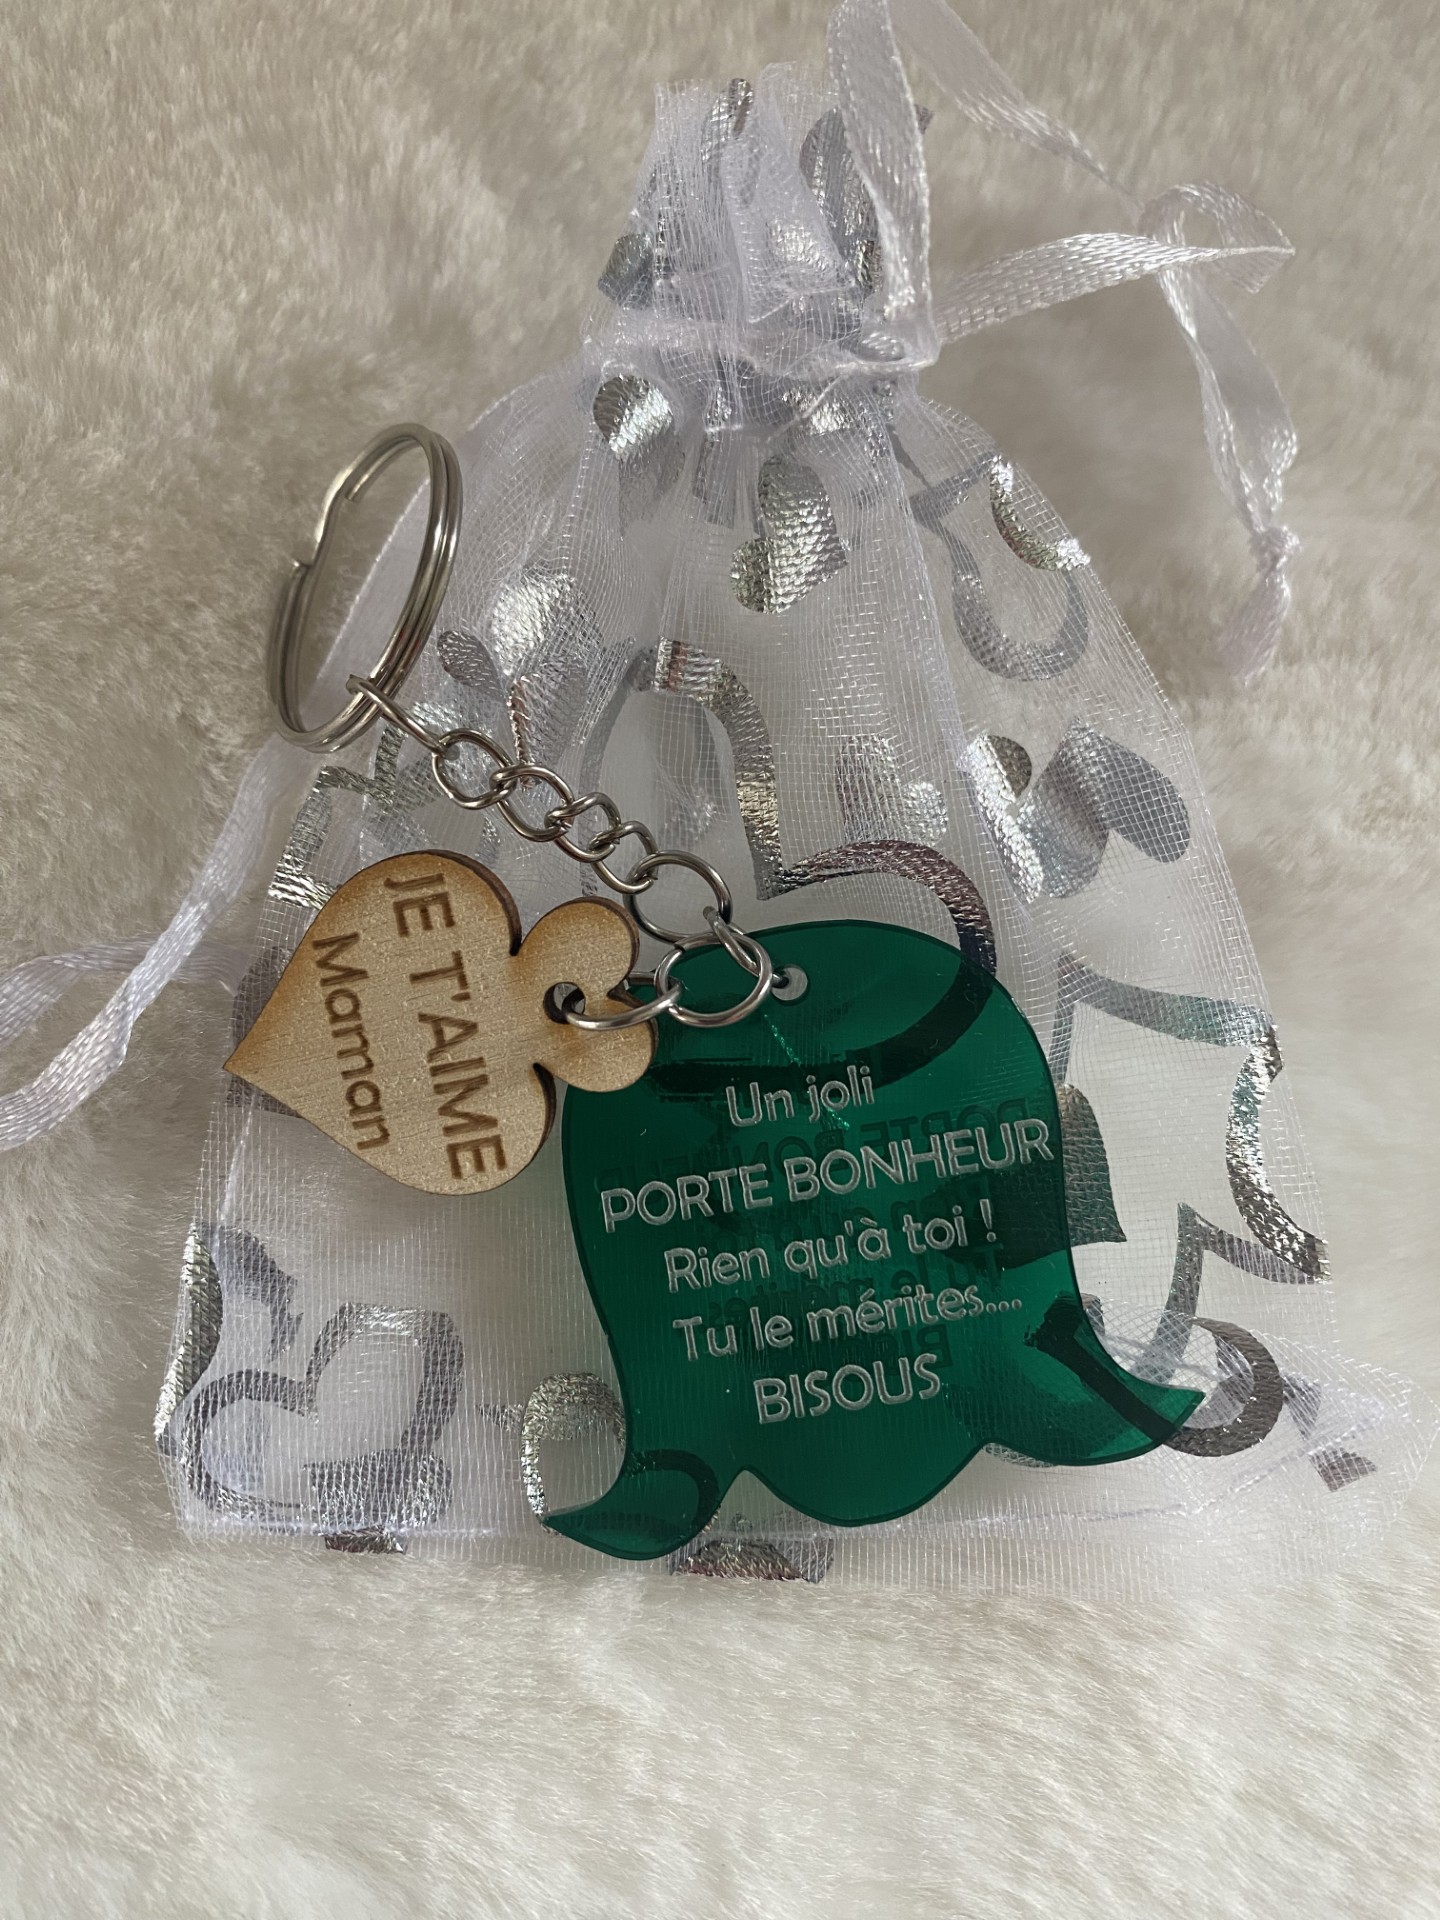 JE T'AIME
Maman
Un joli
PORTE BONHEUR
Rien qu'à toi !
Tu le mérites...
BISOUS